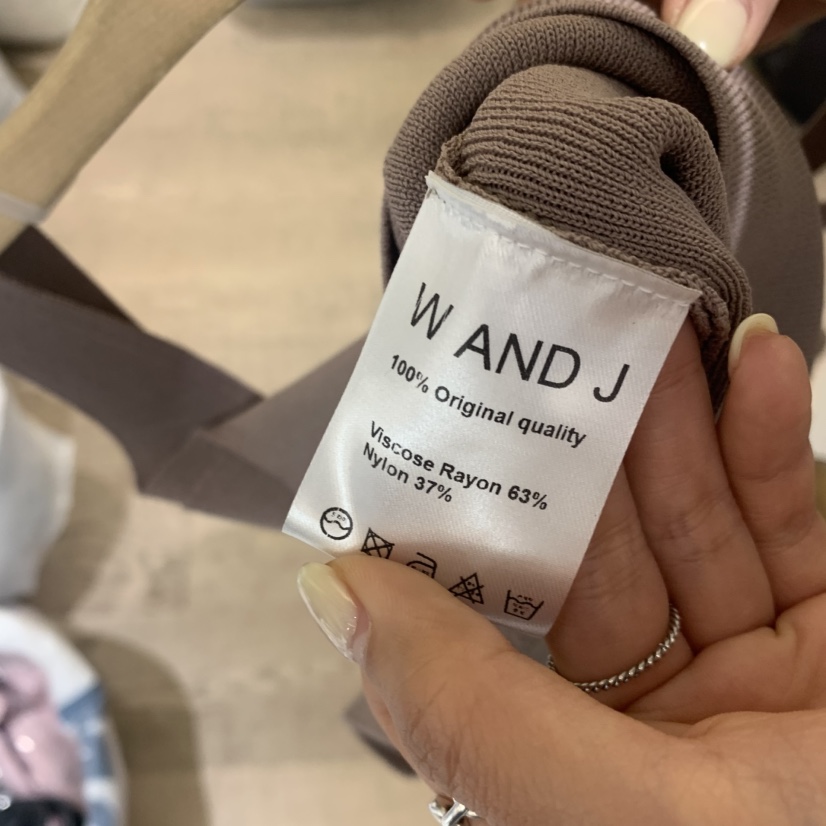 W AND J
100% Original quality
Viscose Rayon 63%
Nylon 37%